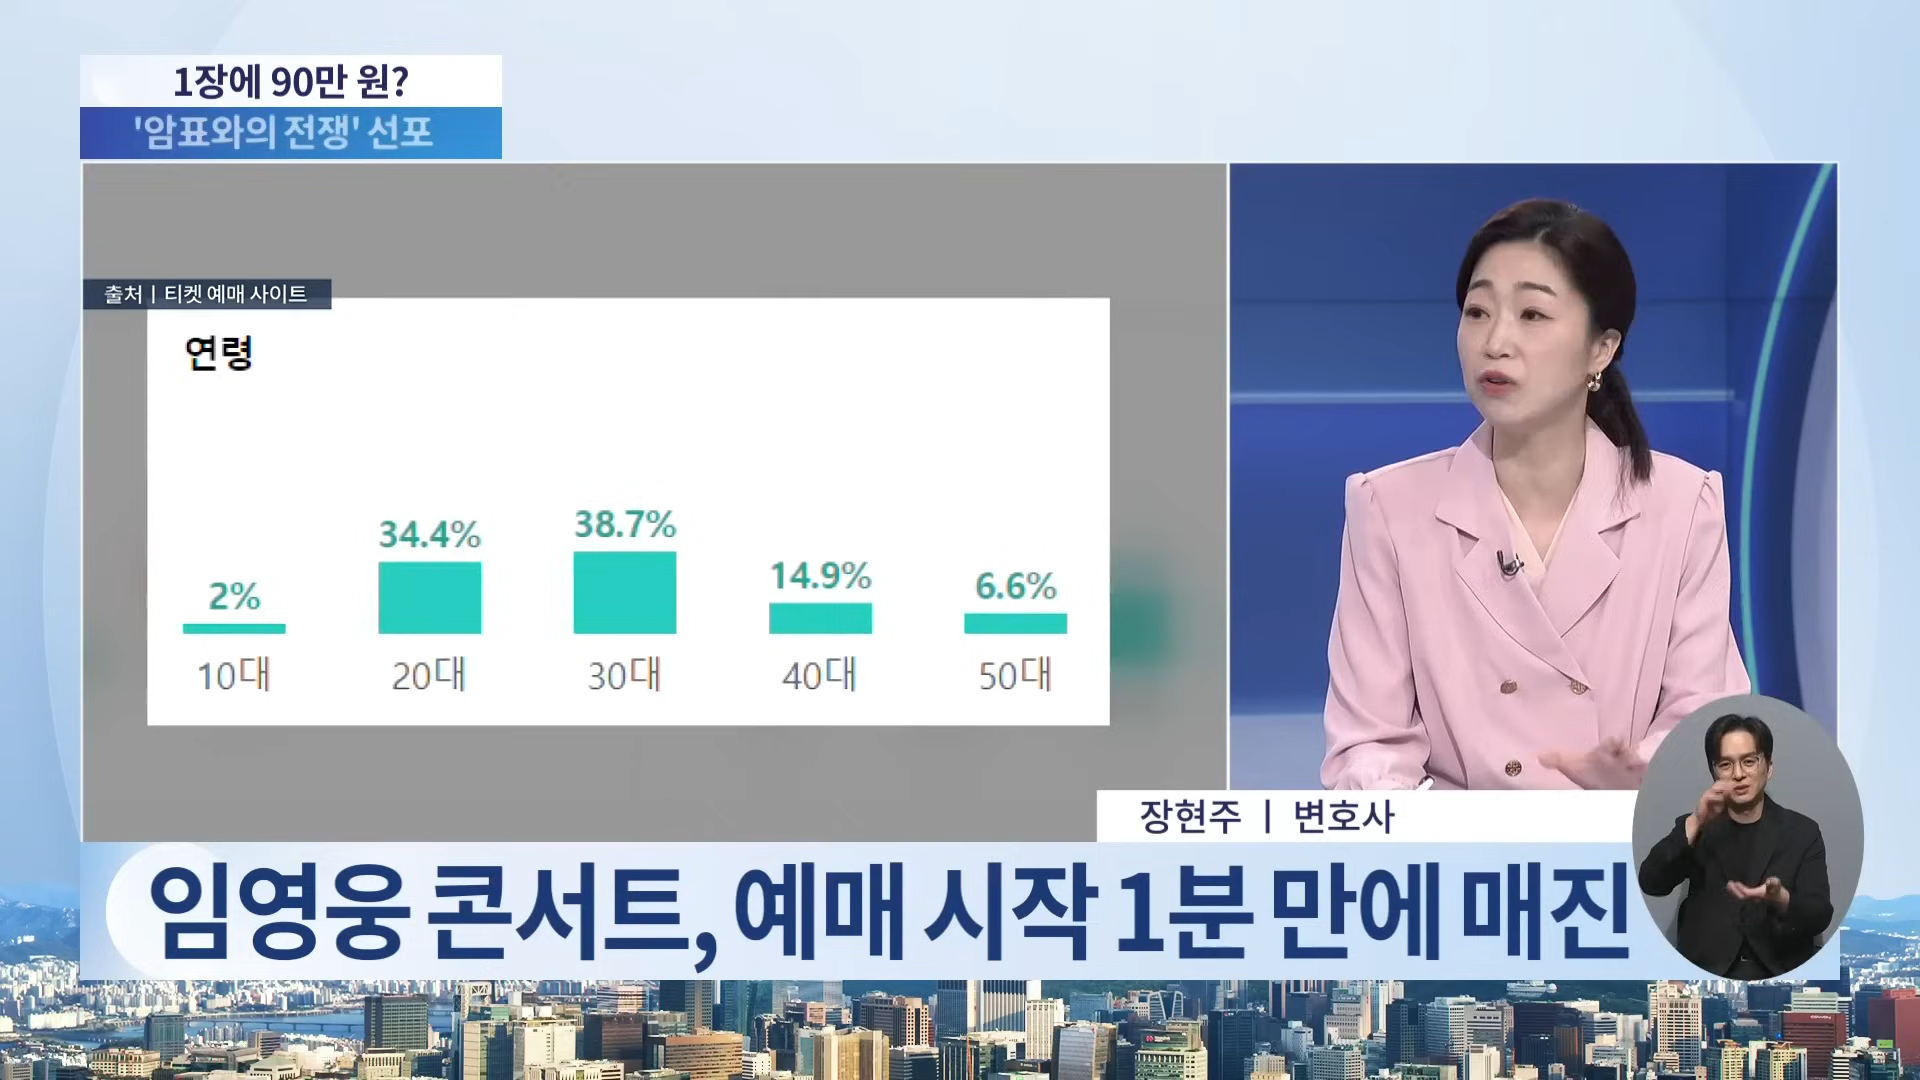 1장에 90만 원?
'암표와의 전쟁' 선포
출처 | 티켓 예매 사이트
연령
2%
34.4%
38.7%
14.9%
6.6%
10대
20대
30대
40대
50대
장현주 | 변호사
임영웅 콘서트, 예매 시작 1분 만에 매진